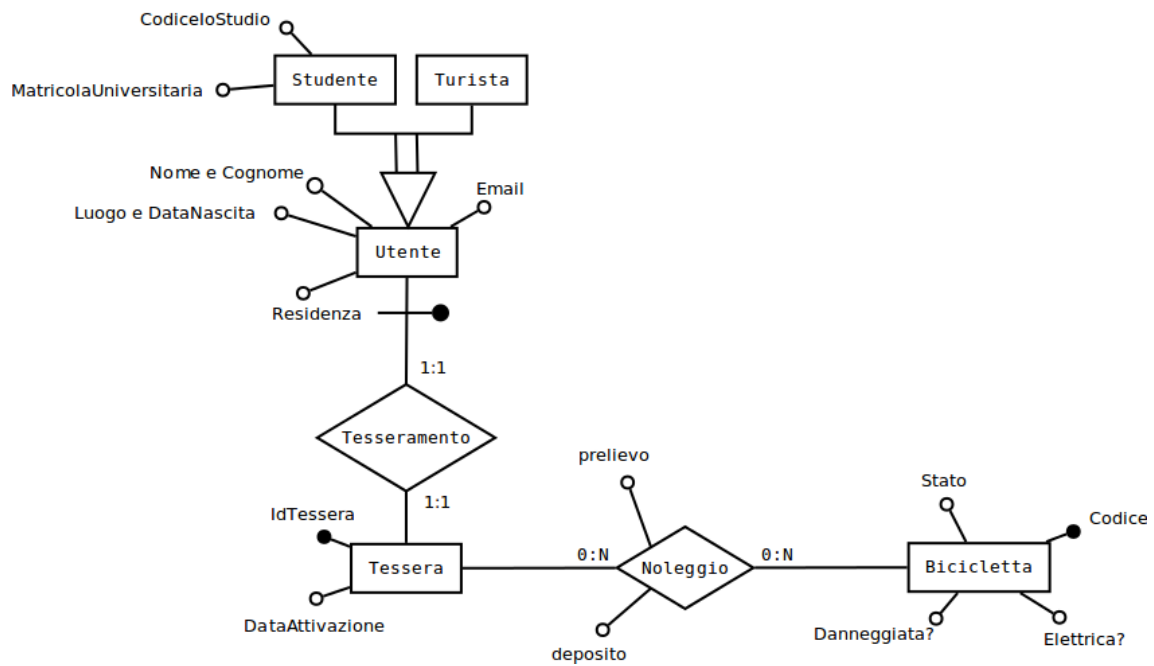 CodiceIoStudio
Studente
Turista
MatricolaUniversitaria
Nome e Cognome
Email
Luogo e DataNascita
Utente
Residenza
1:1
Tesseramento
prelievo
1:1
Stato
IdTessera
Codice
0:N
0:N
Tessera
Noleggio
Bicicletta
DataAttivazione
Danneggiata?
Elettrica?
deposito